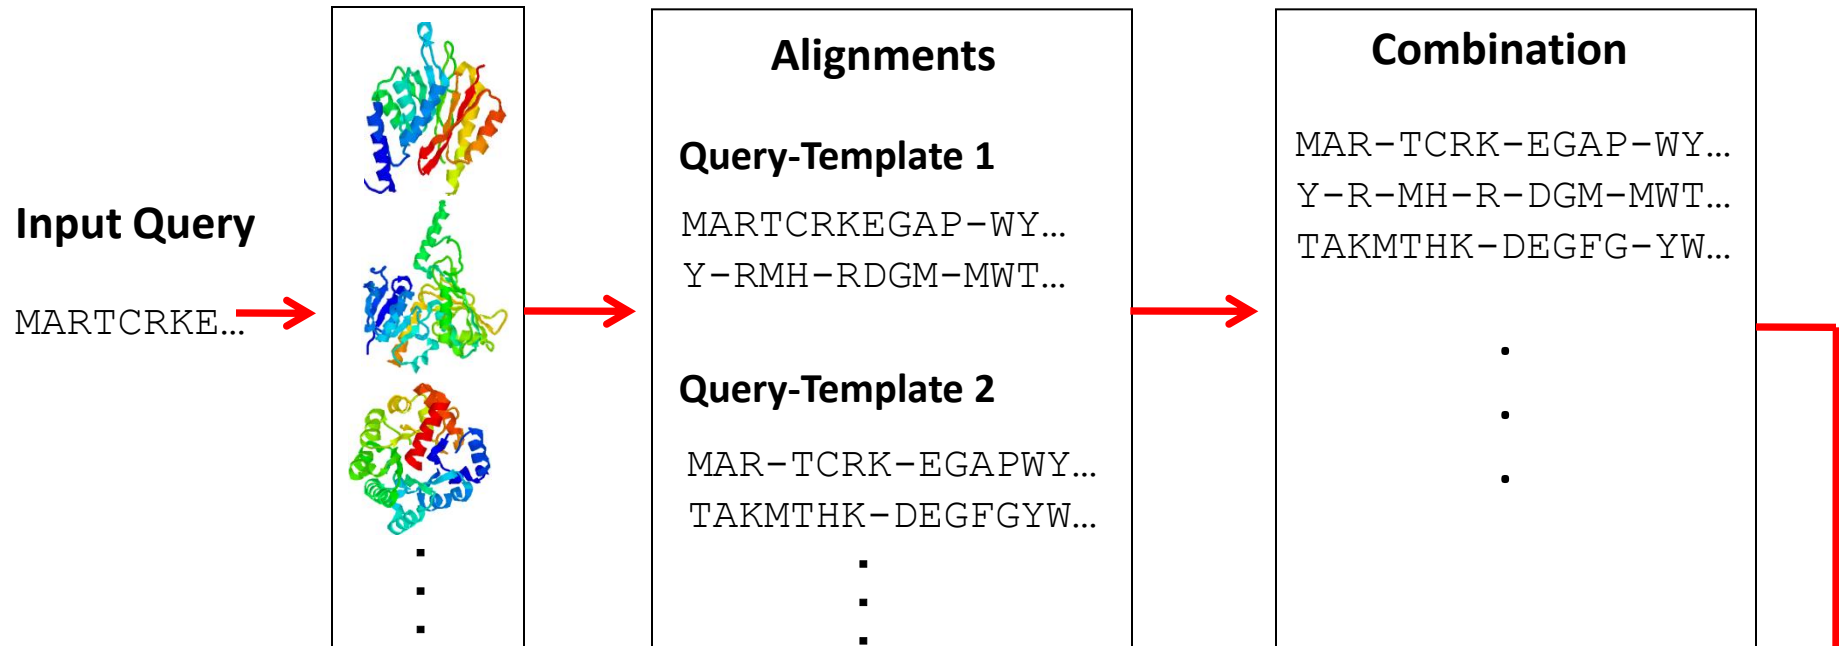 Input Query
MARTCRKE…
Alignments
Query-Template 1
MARTCRKEGAP-WY…
Y-RMH-RDGM-MWT…
Query-Template 2
MAR-TCRK-EGAPWY…
TAKMTHK-DEGFGYW…
Combination
MAR-TCRK-EGAP-WY…
Y-R-MH-R-DGM-MWT…
TAKMTHK-DEGFG-YW…